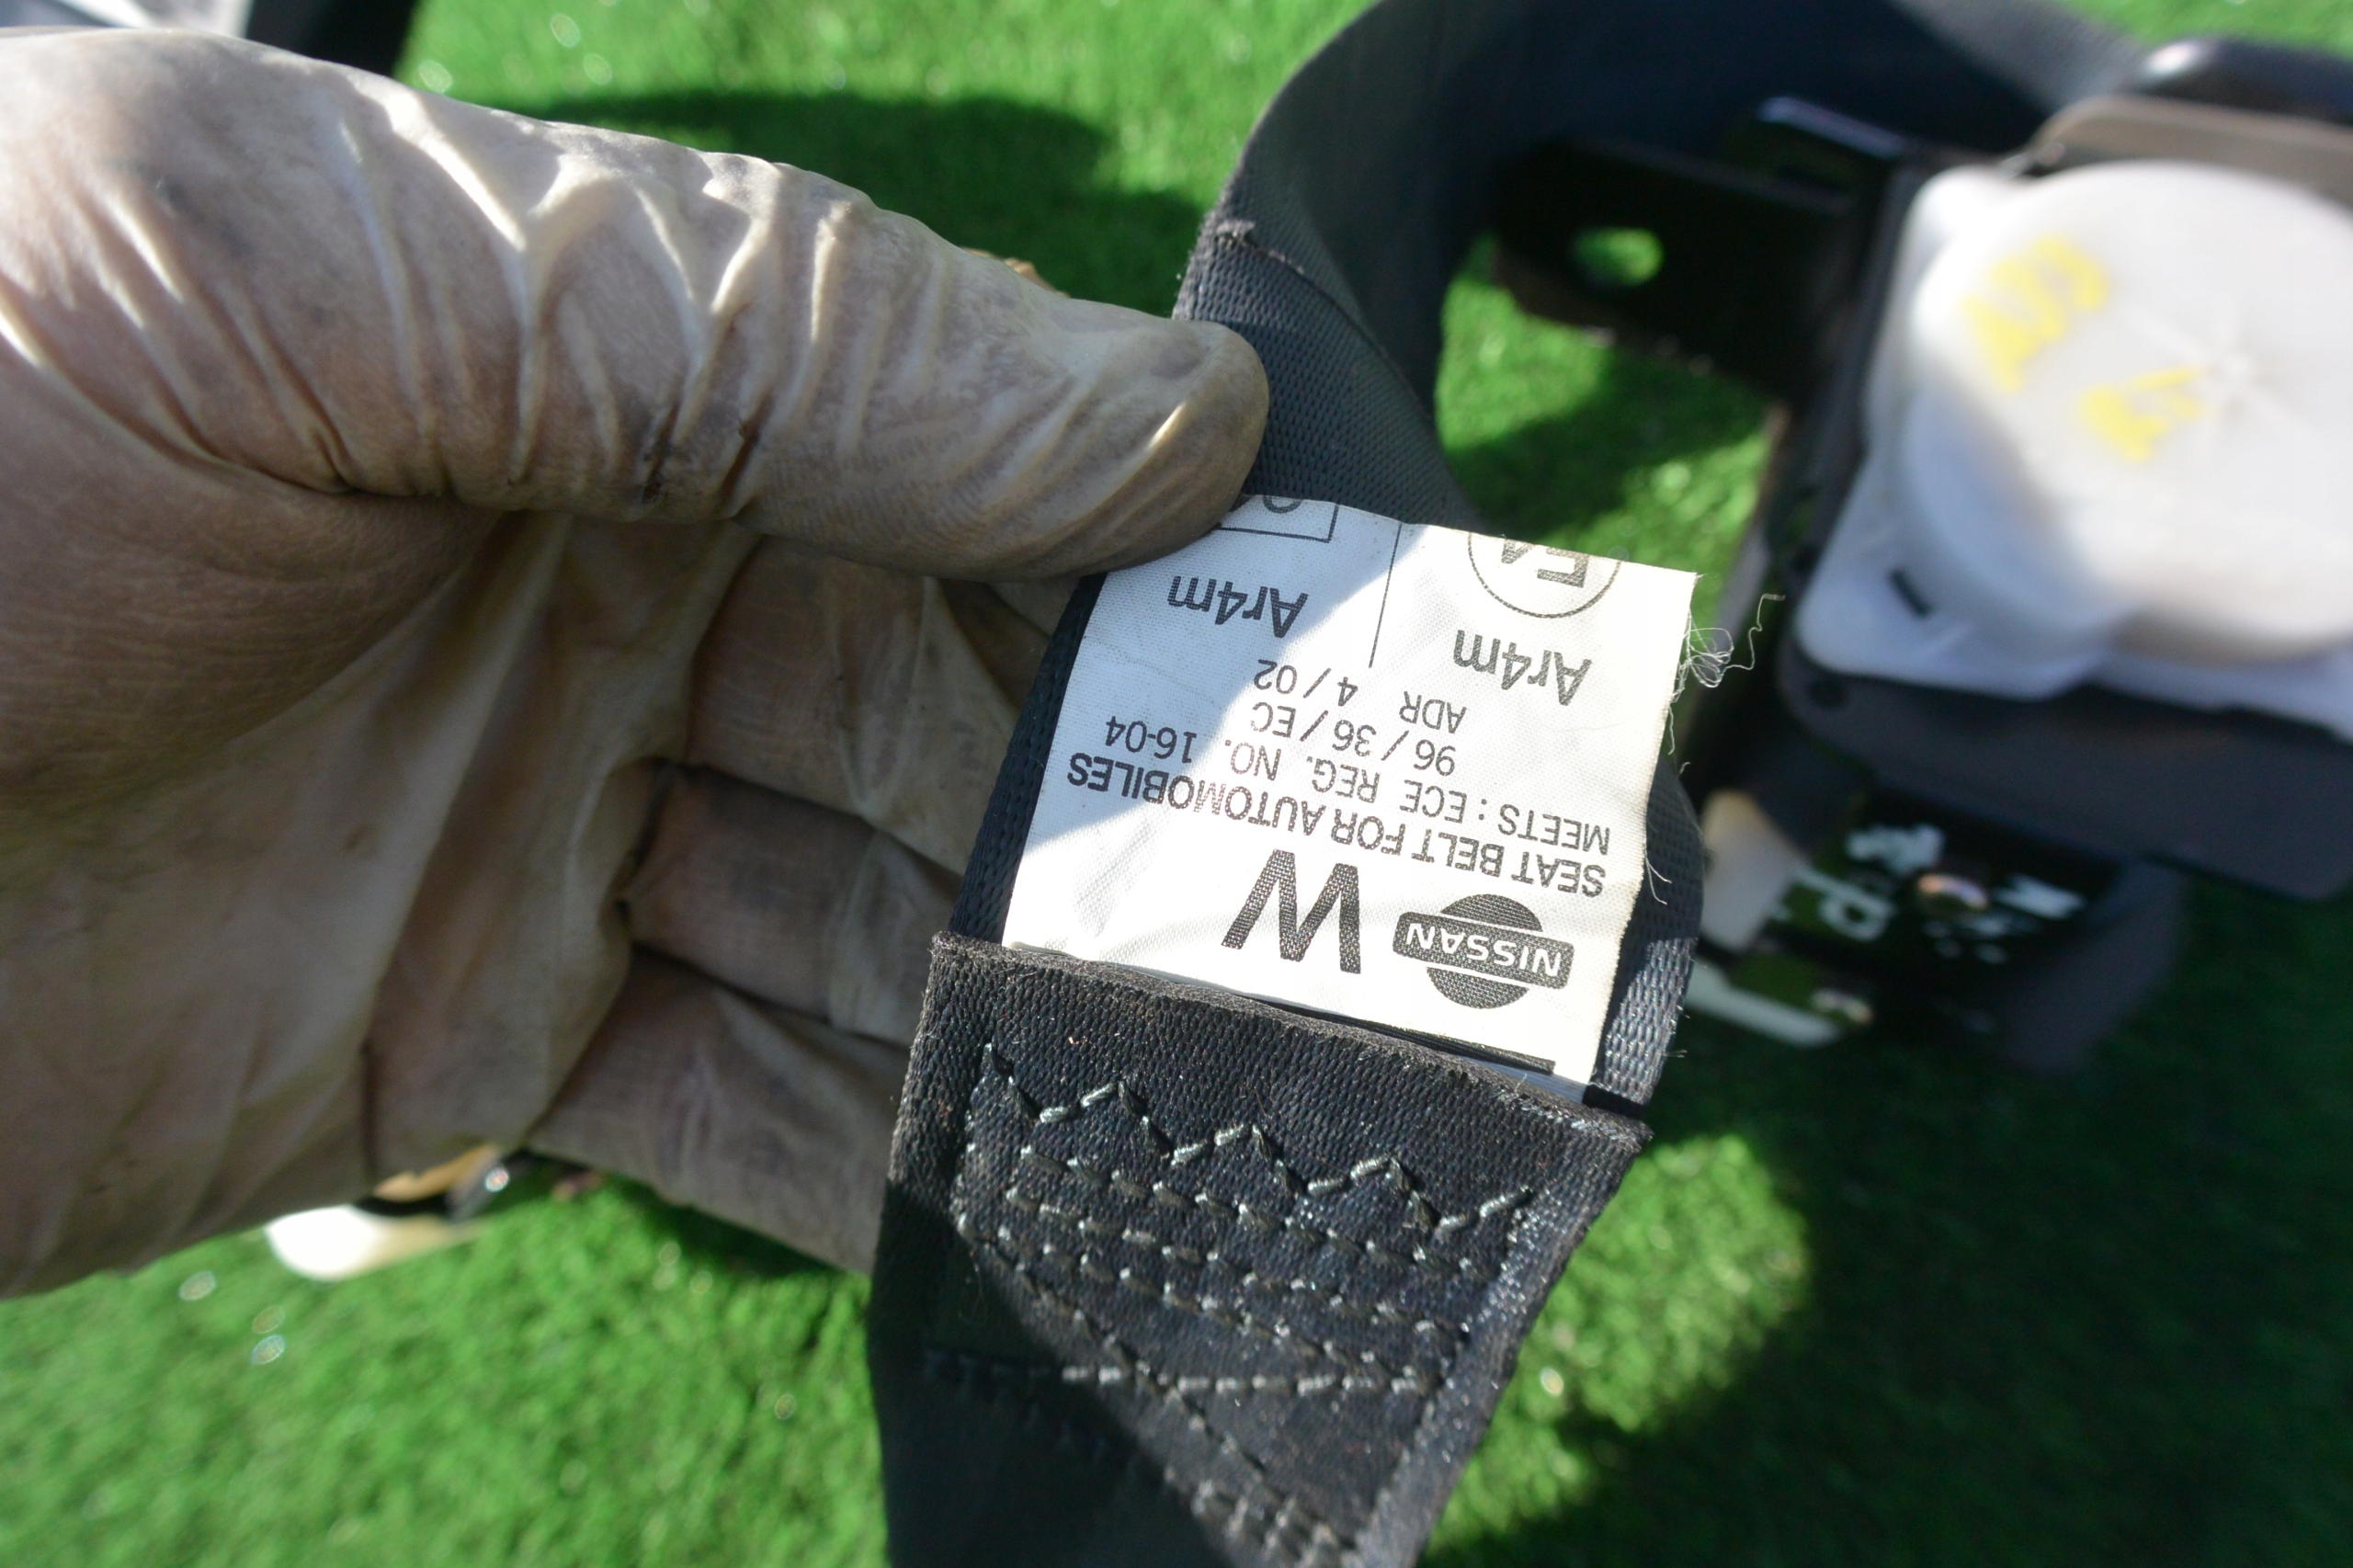 NISSAN W
SEAT BELT FOR AUTOMOBILES
MEETS : ECE REG. NO. 16-04
96 / 36 / EC
ADR 4 / 02
Ar4m Ar4m